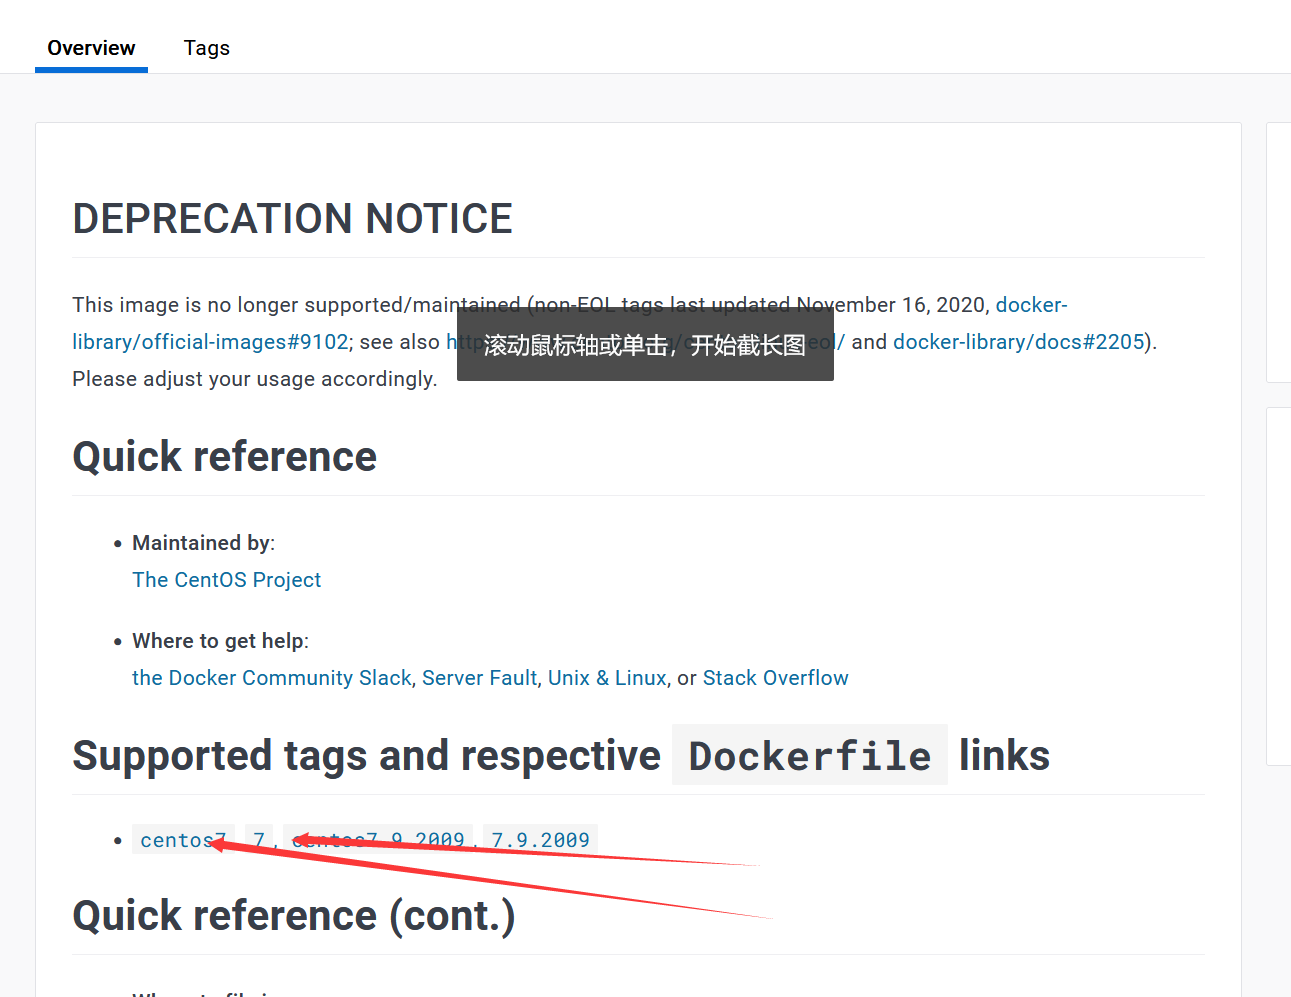 Overview Tags
DEPRECATION NOTICE
This image is no longer supported/maintained (non-EOL tags last updated November 16, 2020, docker-
library/official-images#9102; see also eol/ and docker-library/docs#2205).
滚动鼠标轴或单击，开始截长图
Please adjust your usage accordingly.
Quick reference
• Maintained by:
The CentOS Project
• Where to get help:
the Docker Community Slack, Server Fault, Unix & Linux, or Stack Overflow
Supported tags and respective Dockerfile links
• centos7, 7, centos7.9.2009, 7.9.2009
Quick reference (cont.)